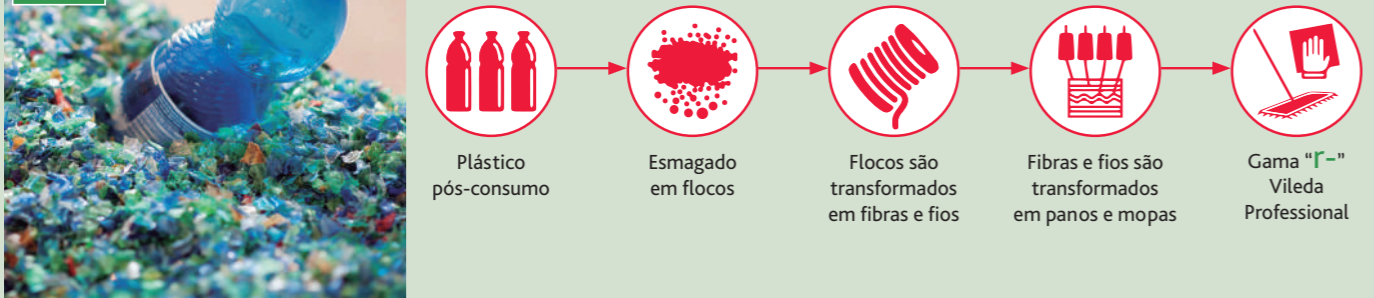 Plástico
pós-consumo
Esmagado
em flocos
Flocos são
transformados
em fibras e fios
Fibras e fios são
transformados
em panos e mopas
Gama “r-”
Vileda
Professional